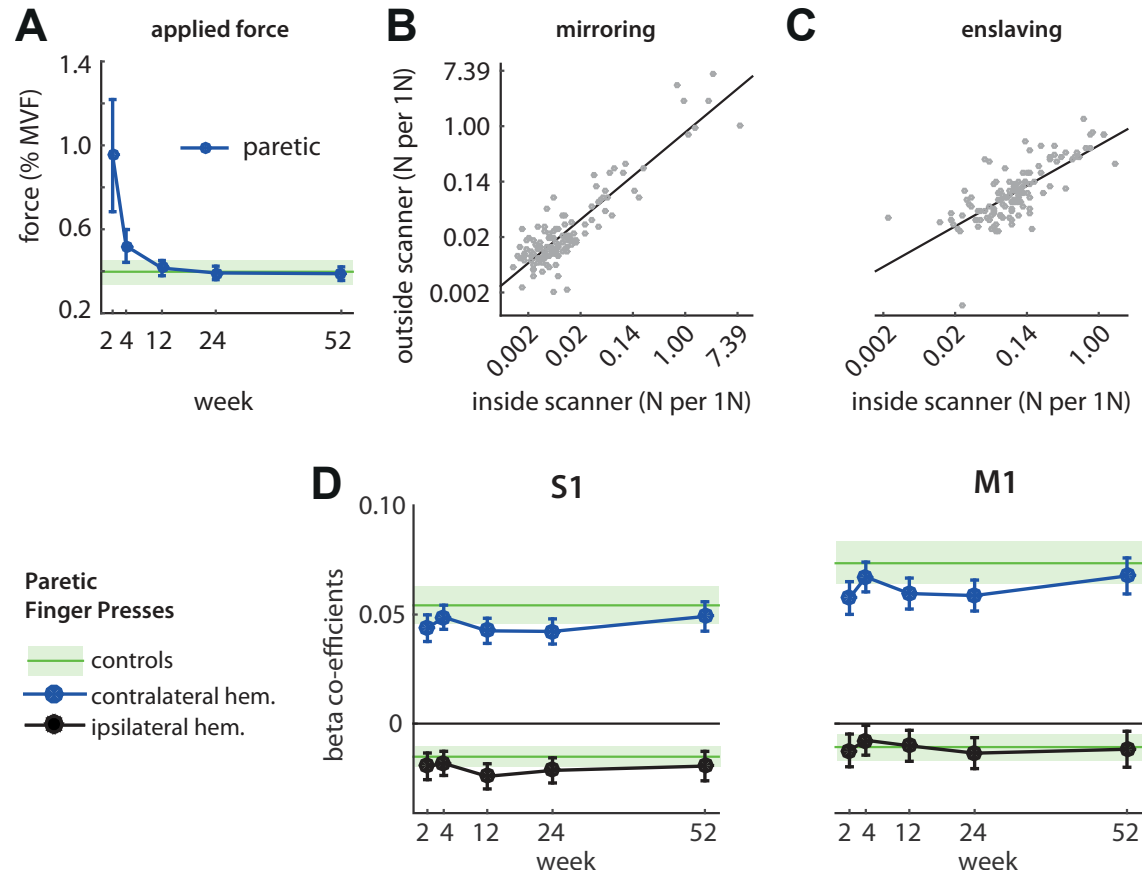 A
applied force
force (% MVF)
1.4
1.0
0.6
0.2
paretic
2 4 12 24 52
week
B
mirroring
outside scanner (N per 1N)
7.39
1.00
0.14
0.02
0.002
0.002 0.02 0.14 1.00 7.39
inside scanner (N per 1N)
C
enslaving
0.002 0.02 0.14 1.00
inside scanner (N per 1N)
D
S1
beta co-efficients
0.10
0.05
0
2 4 12 24 52
week
M1
2 4 12 24 52
week
Paretic
Finger Presses
controls
contralateral hem.
ipsilateral hem.